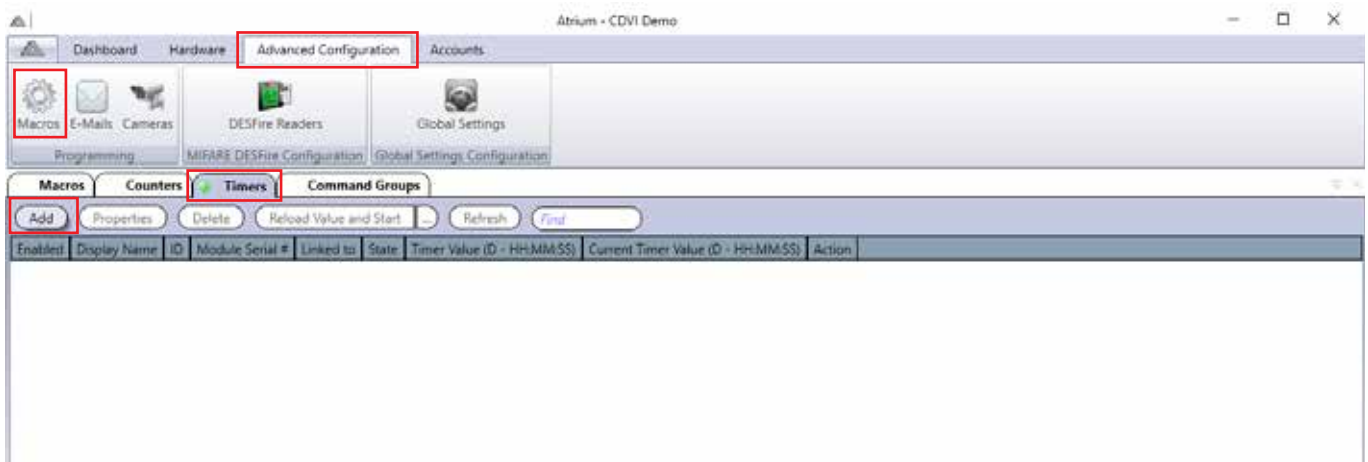 Atrium - CDVI Demo
Dashboard Hardware Advanced Configuration Accounts
Macros E-Mails Cameras DESFire Readers Global Settings
Programming MIFARE DESFire Configuration Global Settings Configuration
Macros Counters Timers Command Groups
Add Properties Delete Reload Value and Start ... Refresh Find
Enabled Display Name ID Module Serial # Linked to State Timer Value (D - HH:MM:SS) Current Timer Value (D - HH:MM:SS) Action